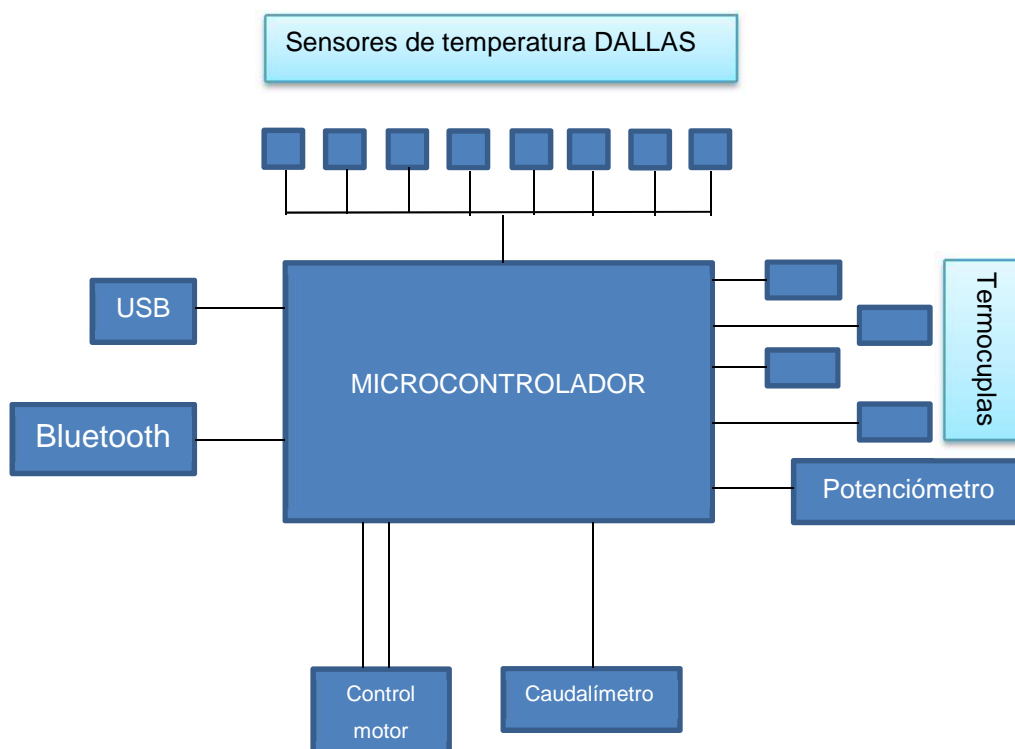 Sensores de temperatura DALLAS
USB
Bluetooth
MICROCONTROLADOR
Termocuplas
Potenciómetro
Control
motor
Caudalímetro